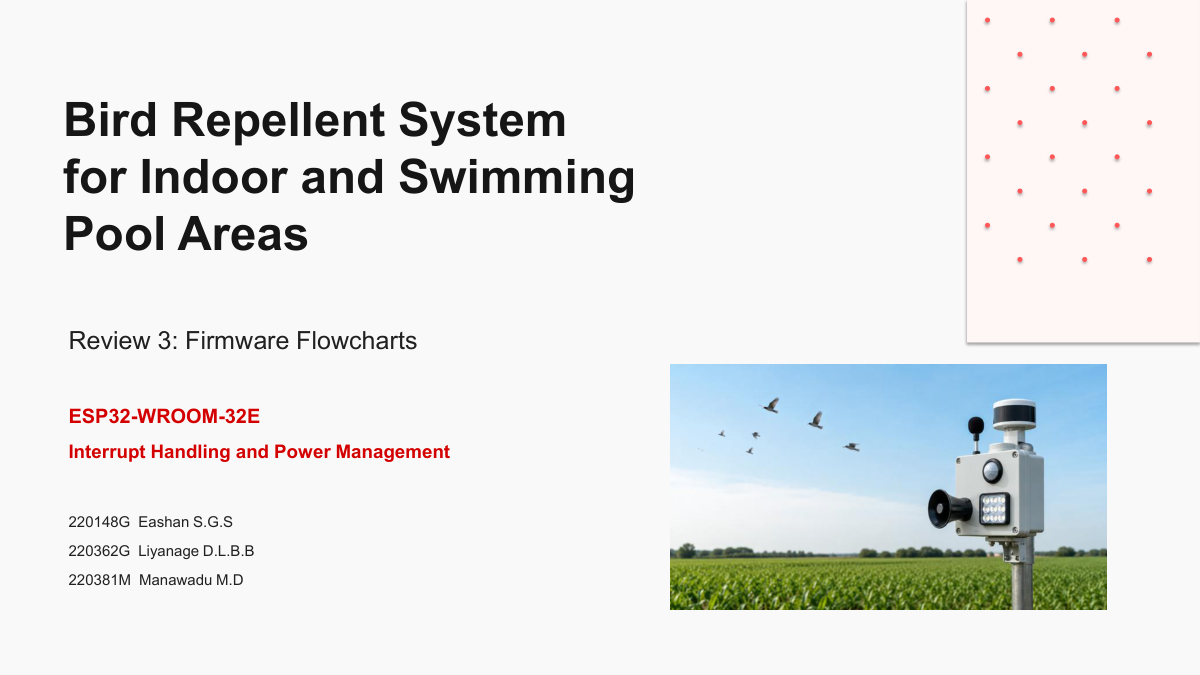 Bird Repellent System
for Indoor and Swimming
Pool Areas
Review 3: Firmware Flowcharts
ESP32-WROOM-32E
Interrupt Handling and Power Management
220148G  Eashan S.G.S
220362G  Liyanage D.L.B.B
220381M  Manawadu M.D